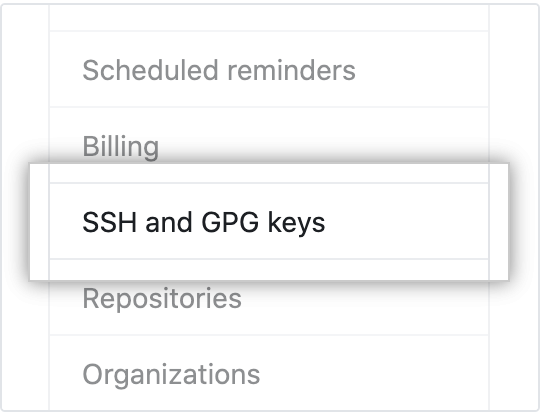 Scheduled reminders
Billing
SSH and GPG keys
Repositories
Organizations